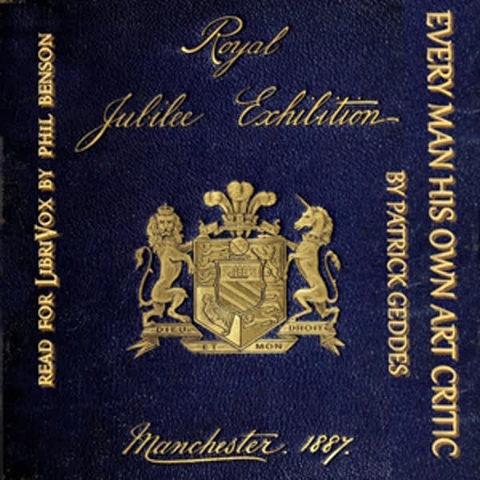 Royal
Jubilee Exhibition
DIEU ET MON DROIT
Manchester. 1887.
EVERY MAN HIS OWN ART CRITIC
BY PATRICK GEDDES
READ FOR LIBRIVOX BY PHIL BENSON